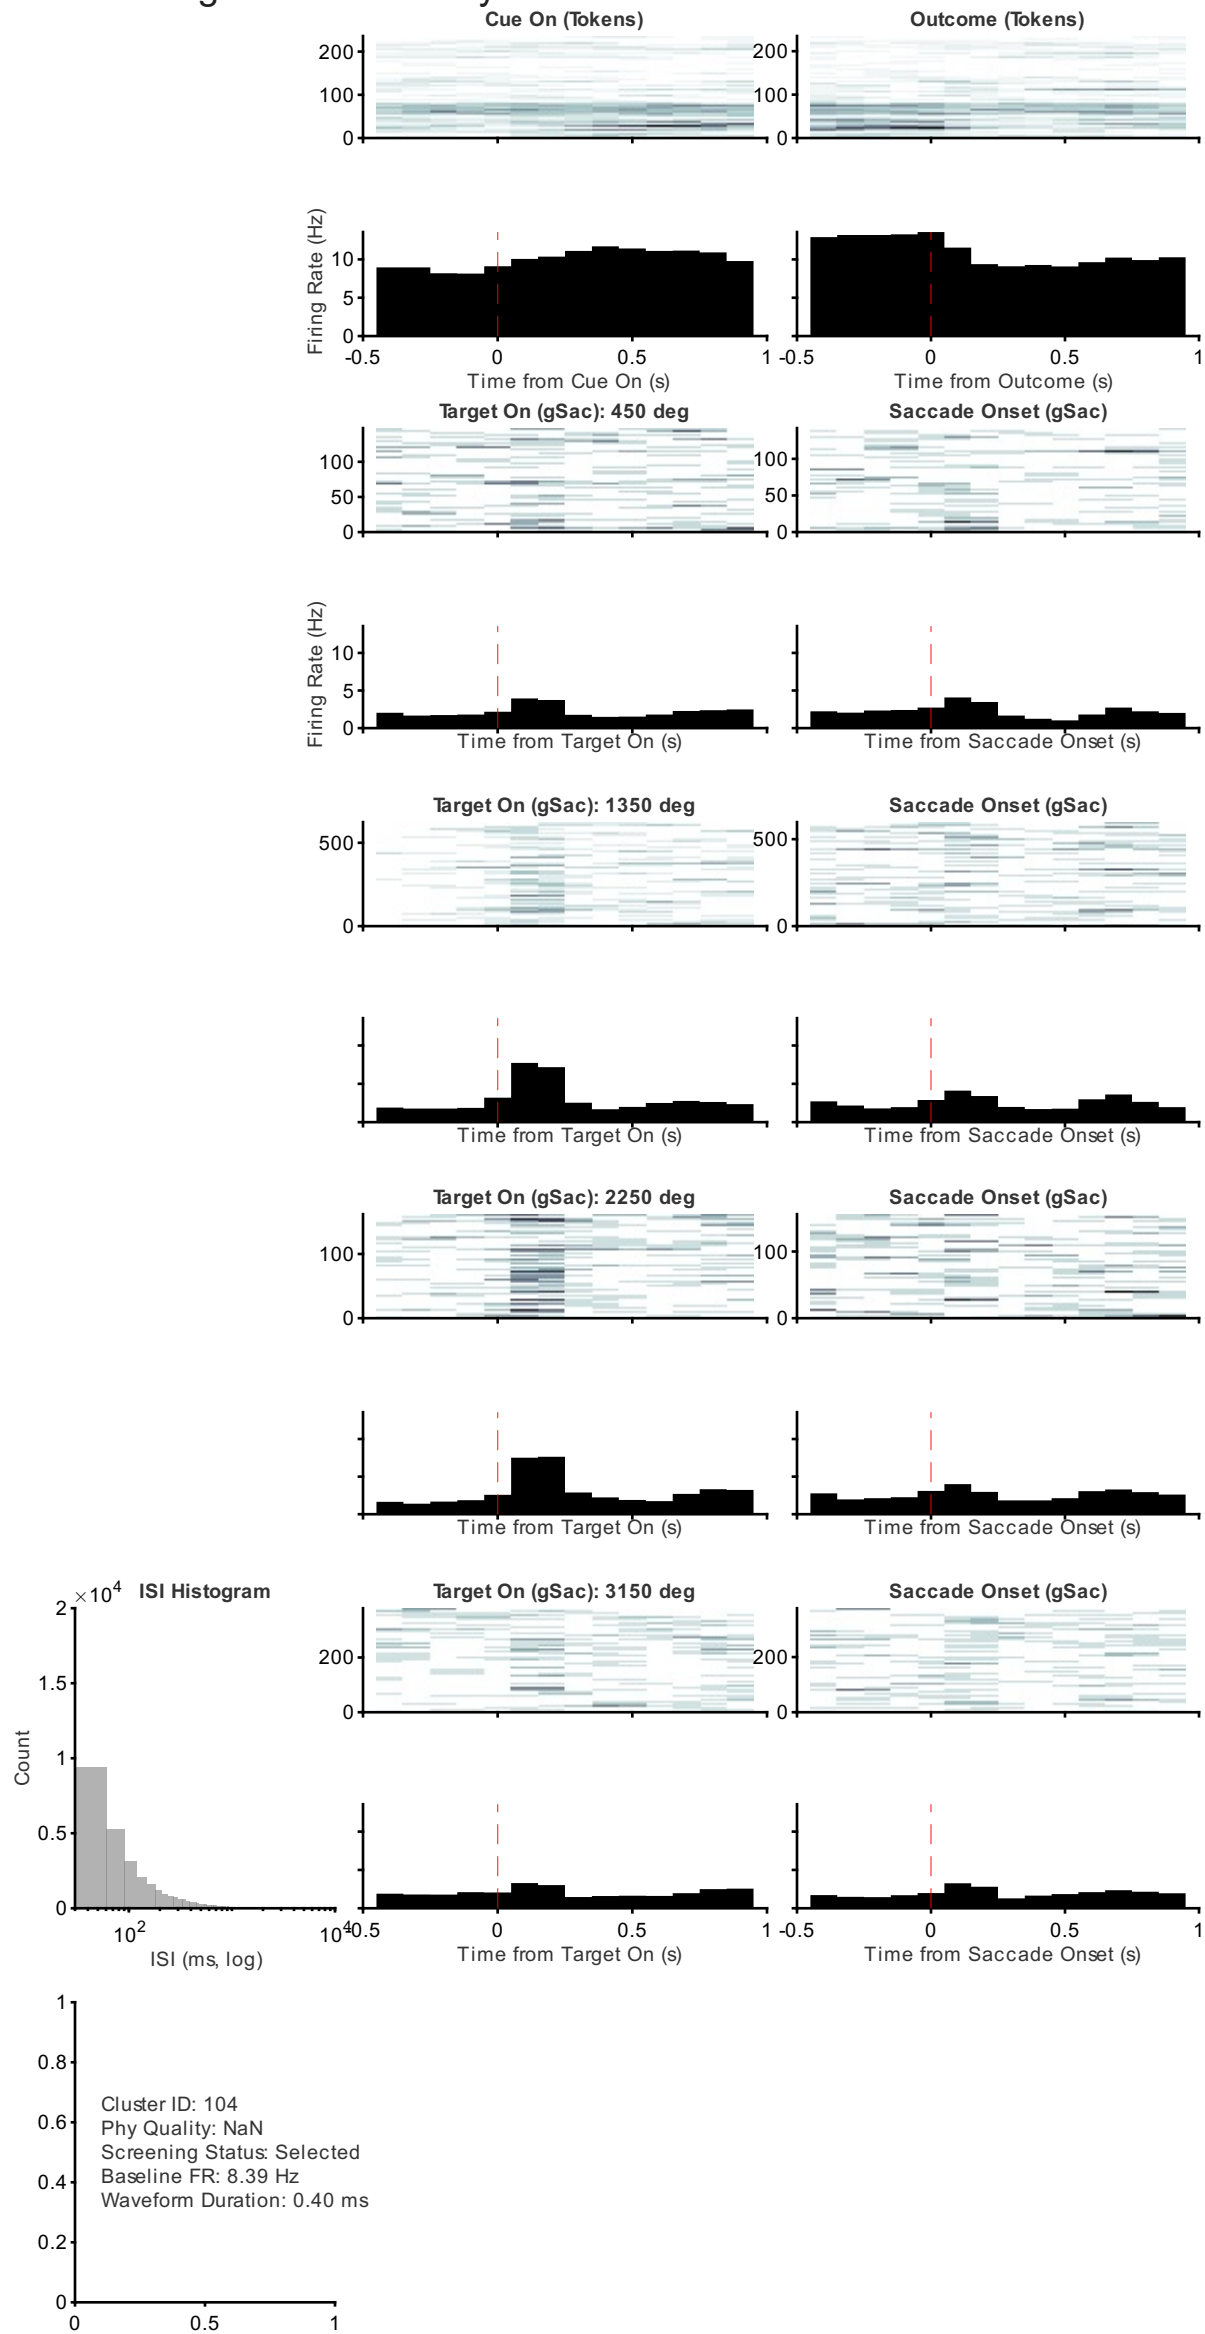 Cue On (Tokens)
Outcome (Tokens)
200
100
0
200
100
0
Firing Rate (Hz)
10
5
0
-0.5 0 0.5 1
-0.5 0 0.5 1
Time from Cue On (s)
Time from Outcome (s)
Target On (gSac): 450 deg
Saccade Onset (gSac)
100
50
0
100
50
0
Firing Rate (Hz)
10
5
0
Time from Target On (s)
Time from Saccade Onset (s)
Target On (gSac): 1350 deg
Saccade Onset (gSac)
500
0
500
0
Time from Target On (s)
Time from Saccade Onset (s)
Target On (gSac): 2250 deg
Saccade Onset (gSac)
100
0
100
0
Time from Target On (s)
Time from Saccade Onset (s)
ISI Histogram
×10^4
2
1.5
1
0.5
0
Count
10^2 10^4
ISI (ms, log)
Target On (gSac): 3150 deg
Saccade Onset (gSac)
200
0
200
0
-0.5 0 0.5 1
-0.5 0 0.5 1
Time from Target On (s)
Time from Saccade Onset (s)
1
0.8
0.6
0.4
0.2
0
Cluster ID: 104
Phy Quality: NaN
Screening Status: Selected
Baseline FR: 8.39 Hz
Waveform Duration: 0.40 ms
0 0.5 1